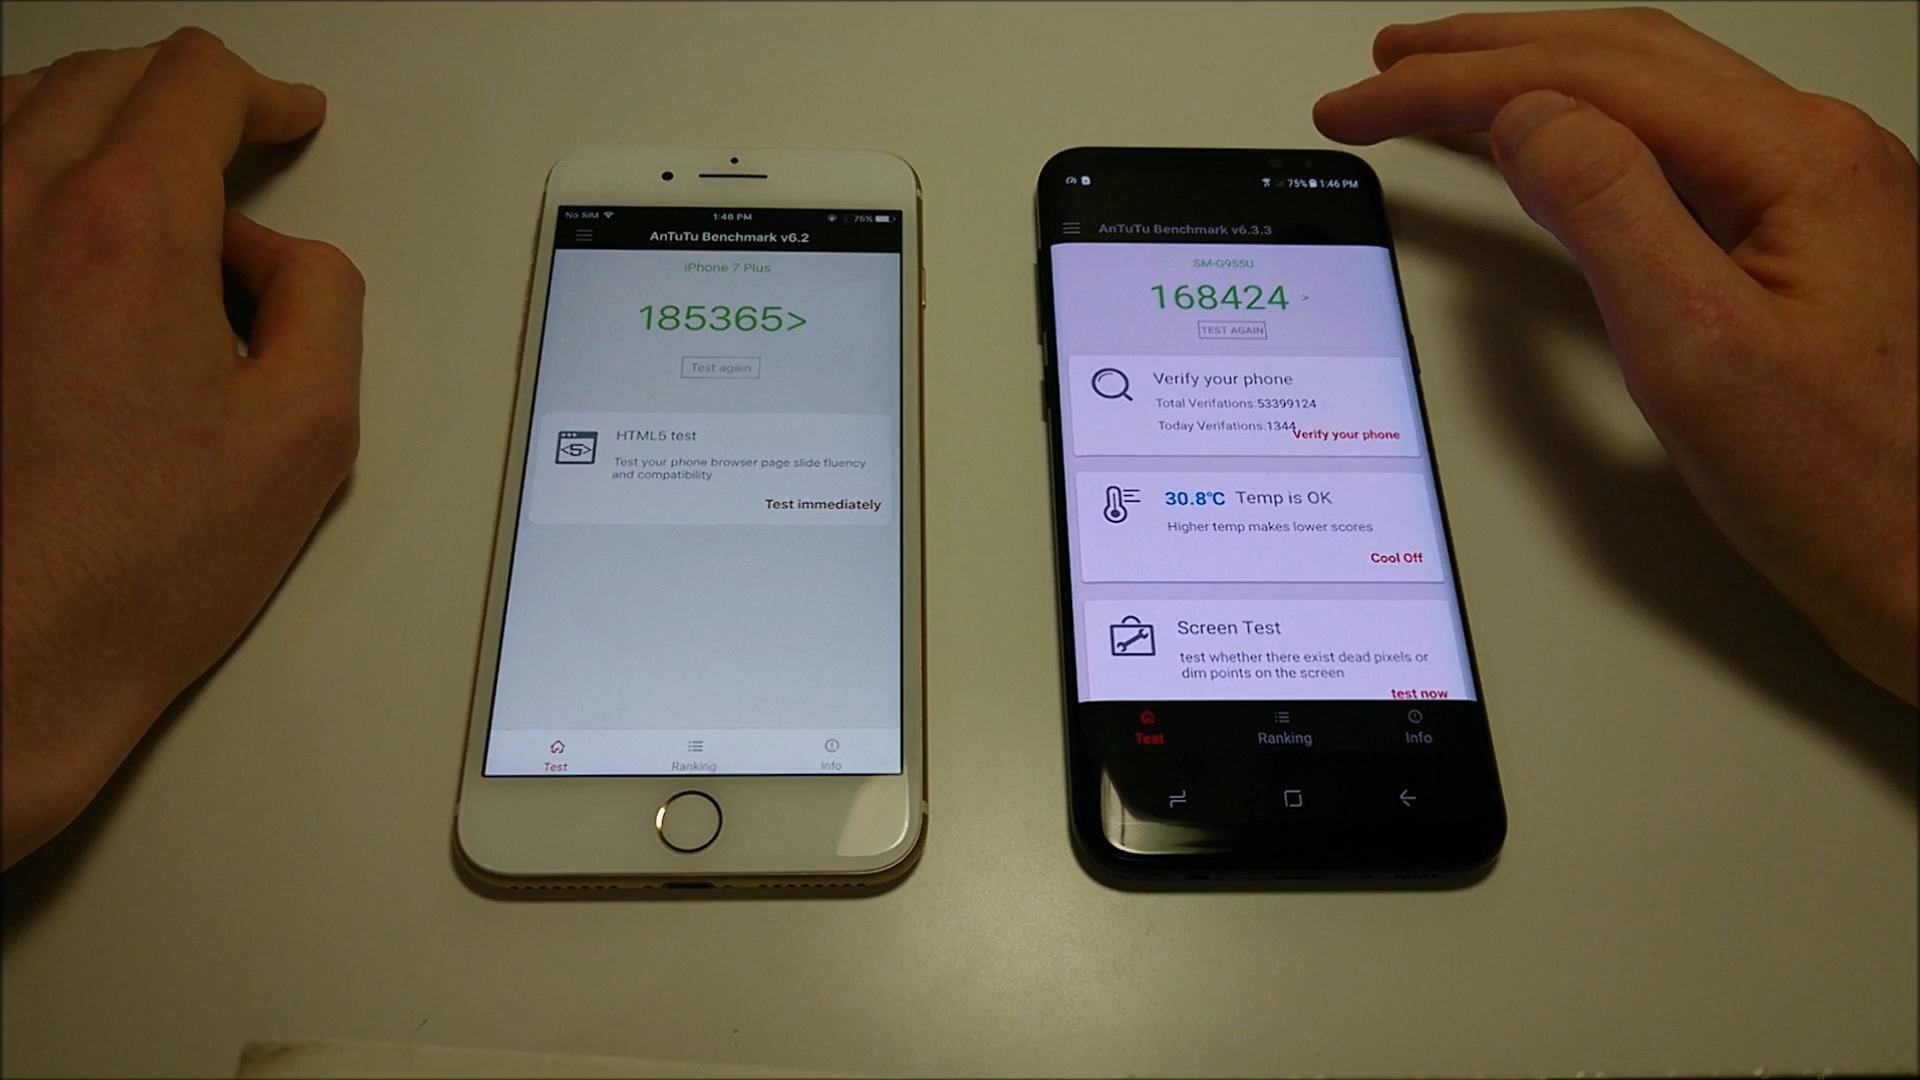 No SIM
1:46 PM
75%
AnTuTu Benchmark v6.2
iPhone 7 Plus
185365>
Test again
HTML5 test
Test your phone browser page slide fluency
and compatibility
Test immediately
Test
Ranking
Info
75% 1:46 PM
AnTuTu Benchmark v6.3.3
SM-G955U
168424 >
TEST AGAIN
Verify your phone
Total Verifations:53399124
Today Verifations:1344
Verify your phone
30.8°C Temp is OK
Higher temp makes lower scores
Cool Off
Screen Test
test whether there exist dead pixels or
dim points on the screen
test now
Test
Ranking
Info